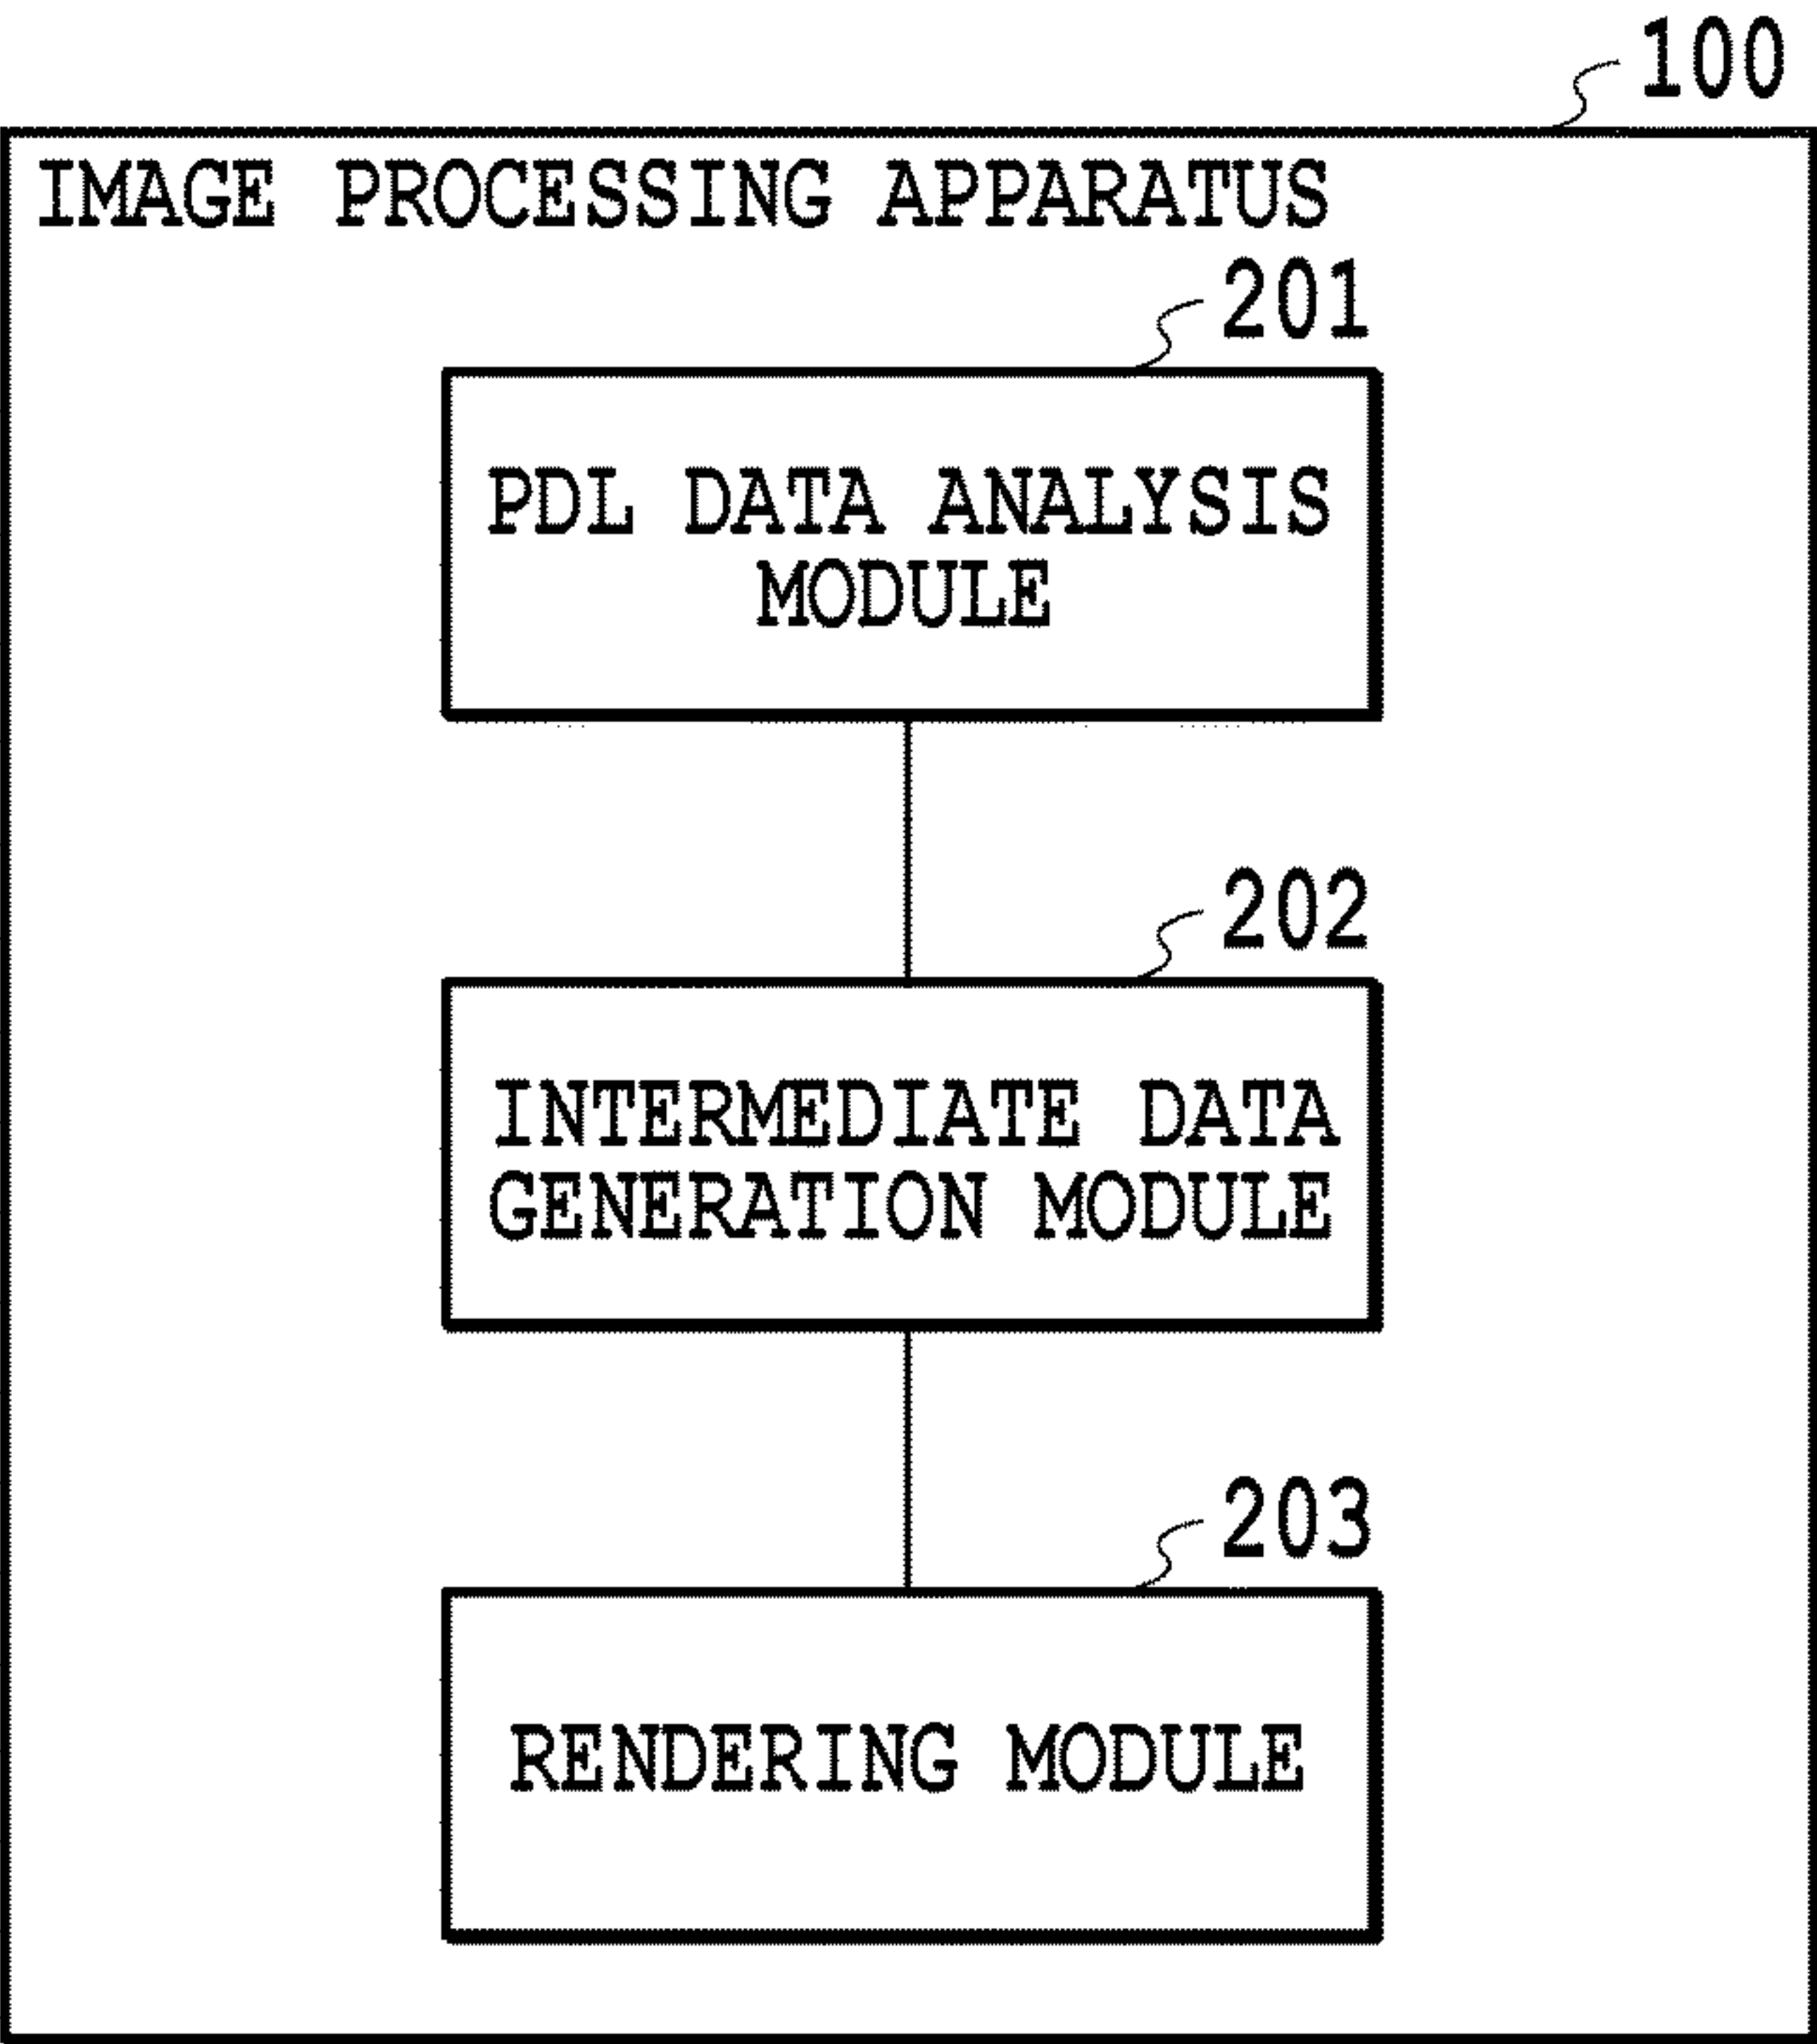 100
IMAGE PROCESSING APPARATUS
201
PDL DATA ANALYSIS
MODULE
202
INTERMEDIATE DATA
GENERATION MODULE
203
RENDERING MODULE